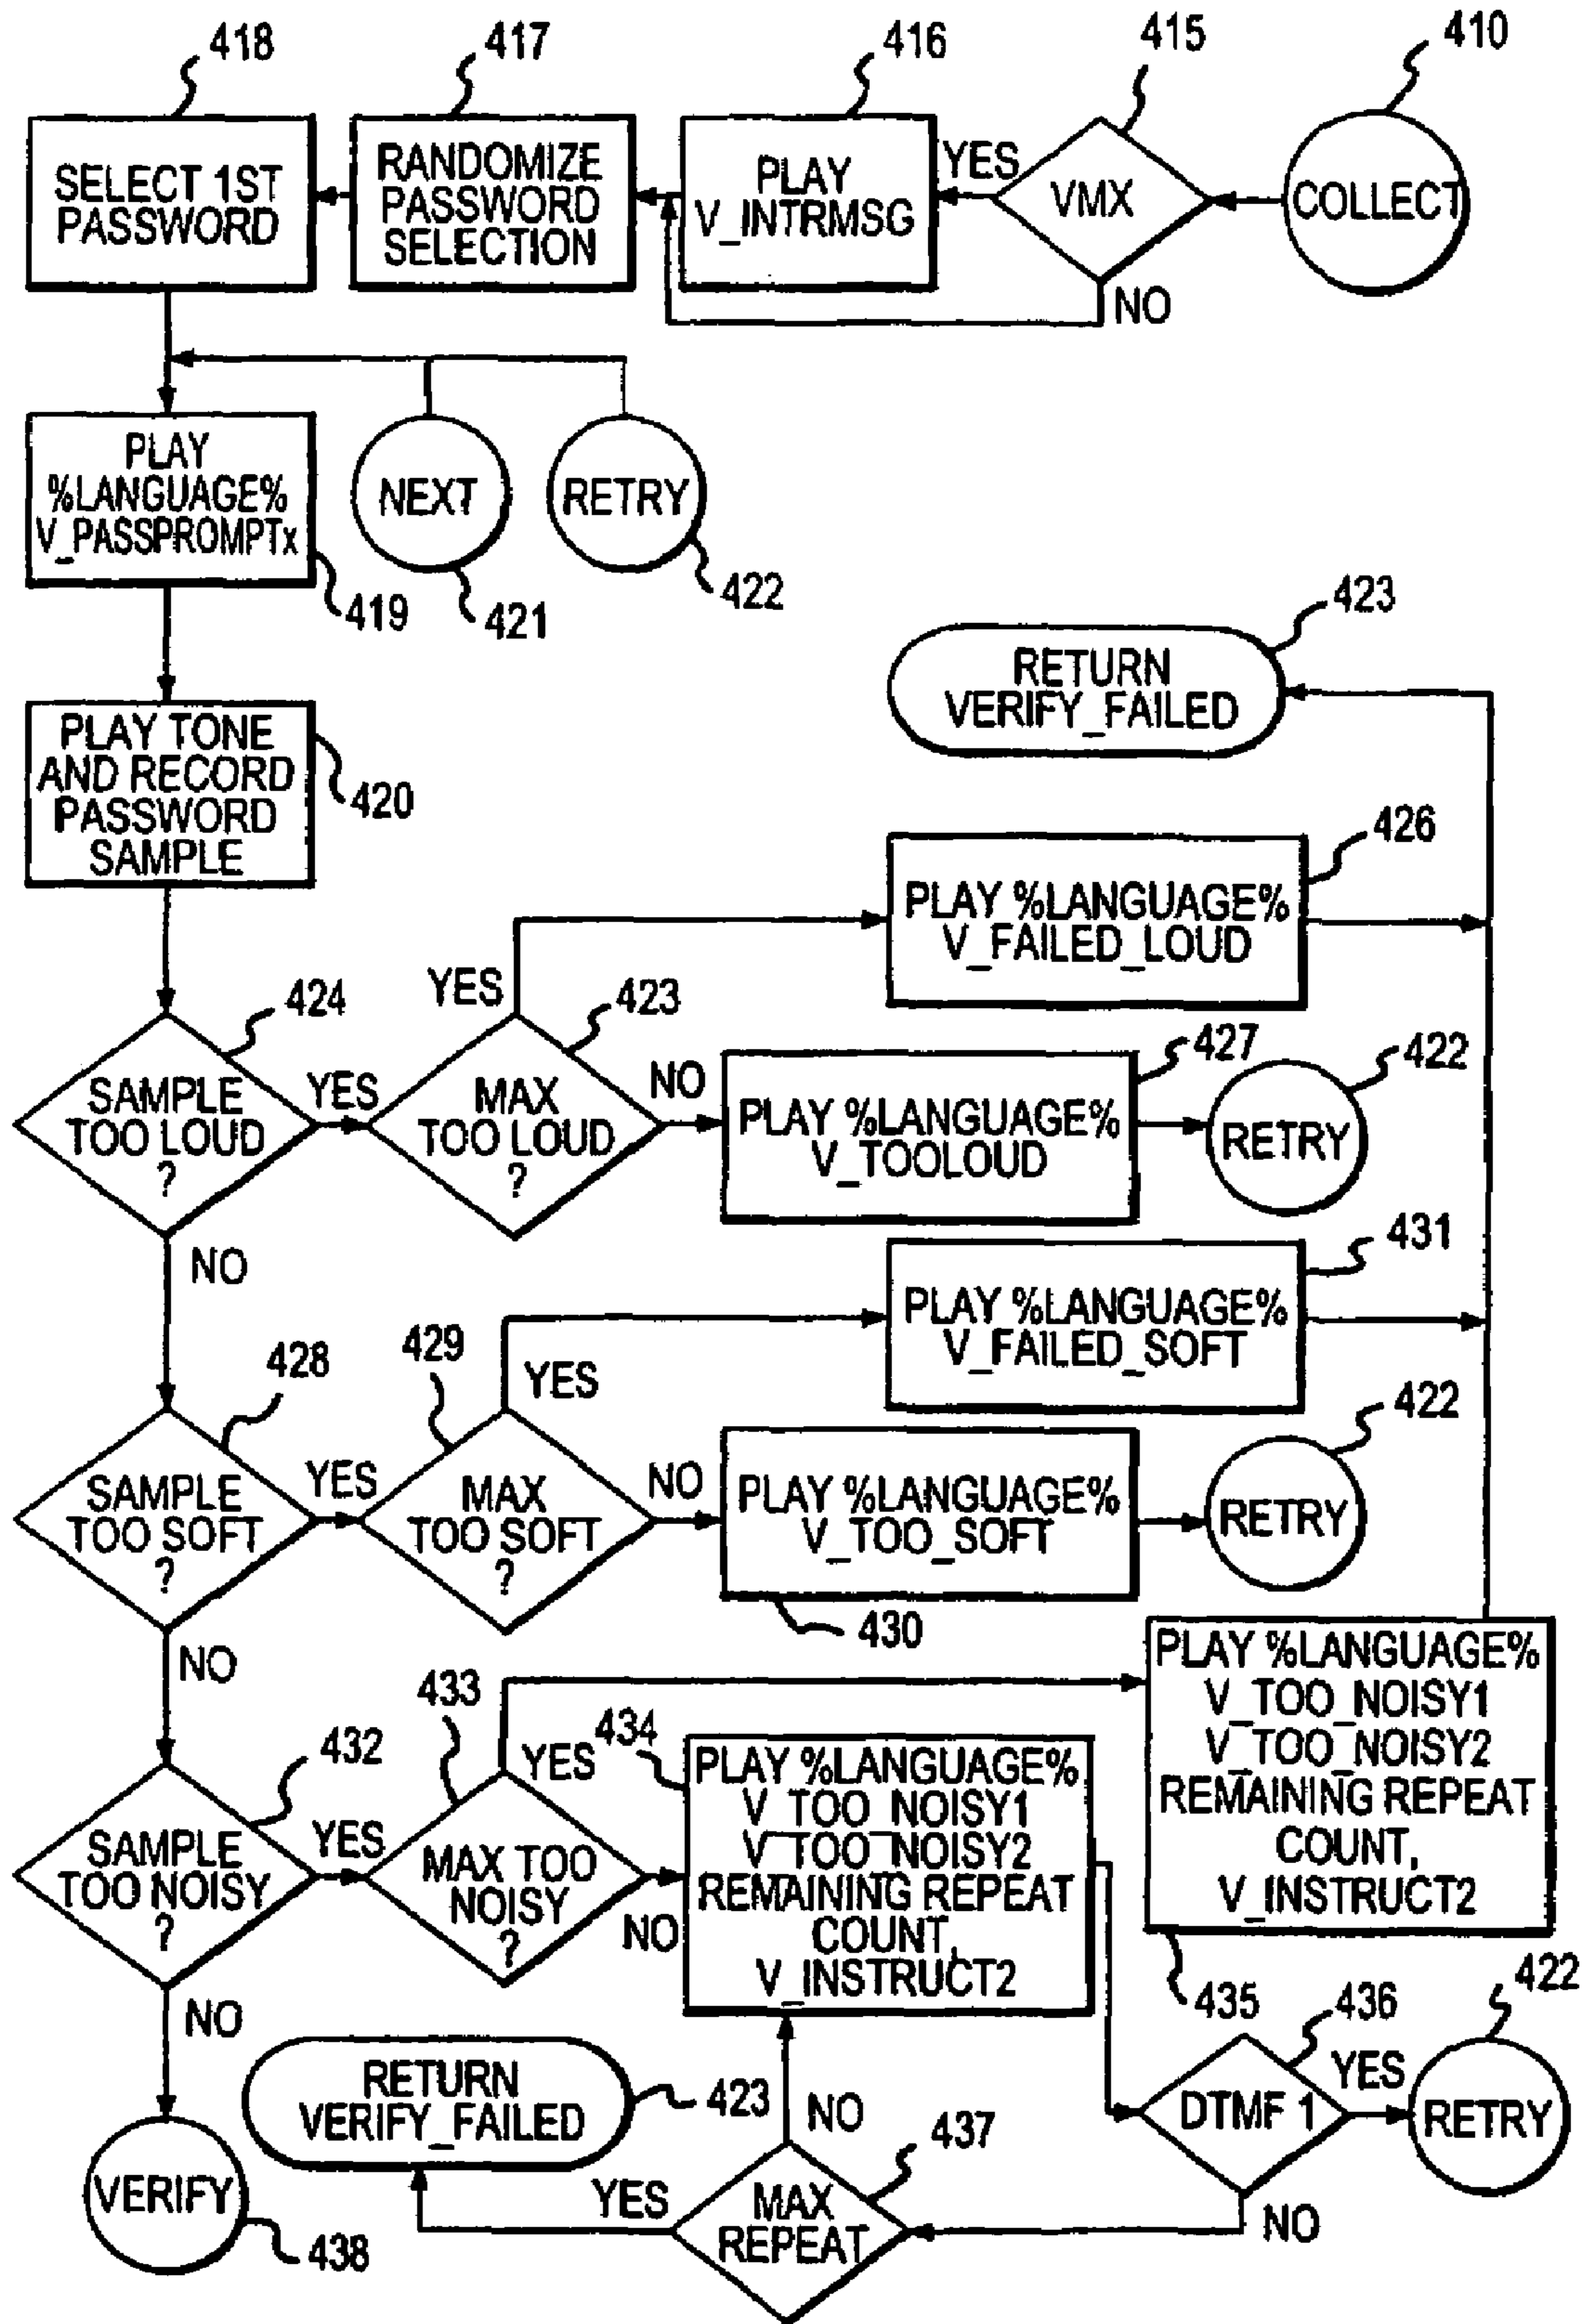 418
417
416
415
410
SELECT 1ST
PASSWORD
RANDOMIZE
PASSWORD
SELECTION
PLAY
V_INTRMSG
YES
VMX
COLLECT
NO
PLAY
%LANGUAGE%
V_PASSPROMPTx
NEXT
RETRY
419
421
422
423
RETURN
VERIFY_FAILED
PLAY TONE
AND RECORD
PASSWORD
SAMPLE
420
426
PLAY %LANGUAGE%
V_FAILED_LOUD
YES
424
423
427
422
SAMPLE
TOO LOUD
?
YES
MAX
TOO LOUD
?
NO
PLAY %LANGUAGE%
V_TOOLOUD
RETRY
NO
431
PLAY %LANGUAGE%
V_FAILED_SOFT
428
429
YES
422
SAMPLE
TOO SOFT
?
YES
MAX
TOO SOFT
?
NO
PLAY %LANGUAGE%
V_TOO_SOFT
RETRY
430
NO
433
PLAY %LANGUAGE%
V_TOO_NOISY1
V_TOO_NOISY2
REMAINING REPEAT
COUNT,
V_INSTRUCT2
432
YES
434
PLAY %LANGUAGE%
V_TOO_NOISY1
V_TOO_NOISY2
REMAINING REPEAT
COUNT,
V_INSTRUCT2
SAMPLE
TOO NOISY
?
YES
MAX TOO
NOISY
?
NO
435
436
422
NO
RETURN
VERIFY_FAILED
423
NO
DTMF 1
YES
RETRY
437
VERIFY
438
YES
MAX
REPEAT
NO